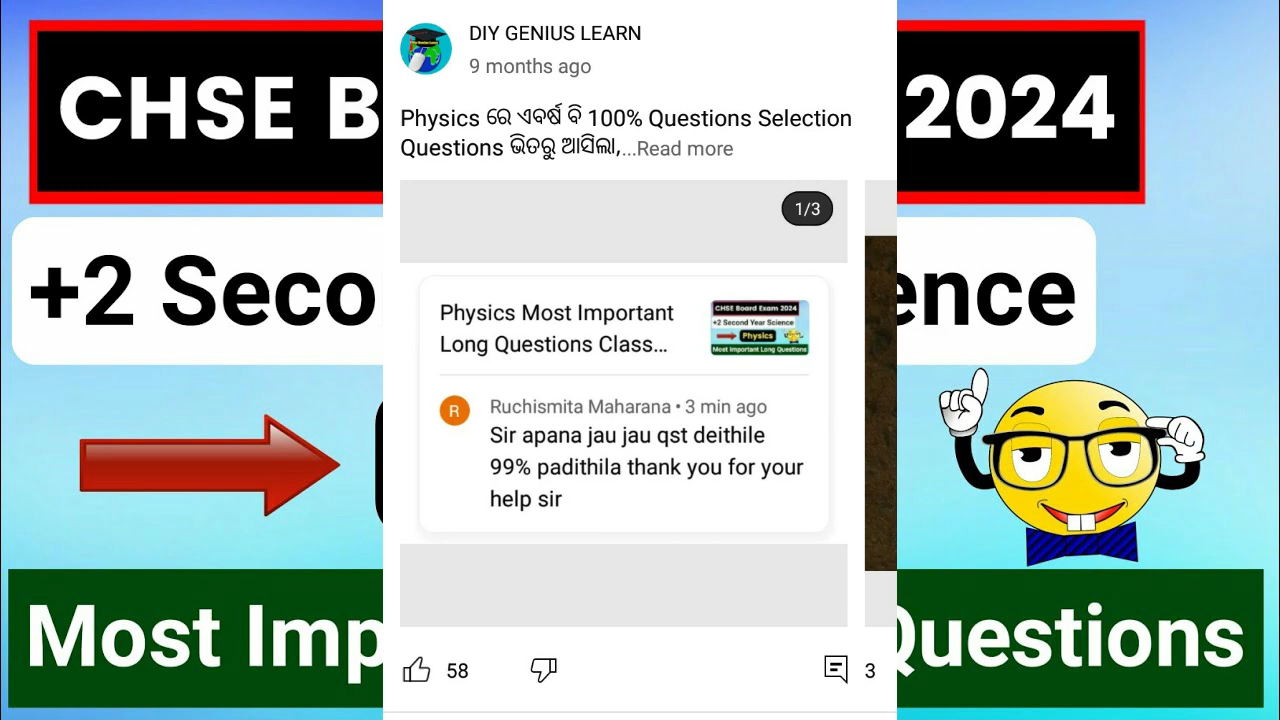 CHSE B
2024
+2 Seco
ence
Most Imp
Questions
DIY GENIUS LEARN
9 months ago
Physics ରେ ଏବର୍ଷ ବି 100% Questions Selection
Questions ଭିତରୁ ଆସିଲା,...Read more
1/3
Physics Most Important
Long Questions Class...
CHSE Board Exam 2024
+2 Second Year Science
Physics
Most Important Long Questions
R
Ruchismita Maharana • 3 min ago
Sir apana jau jau qst deithile
99% padithila thank you for your
help sir
58
3